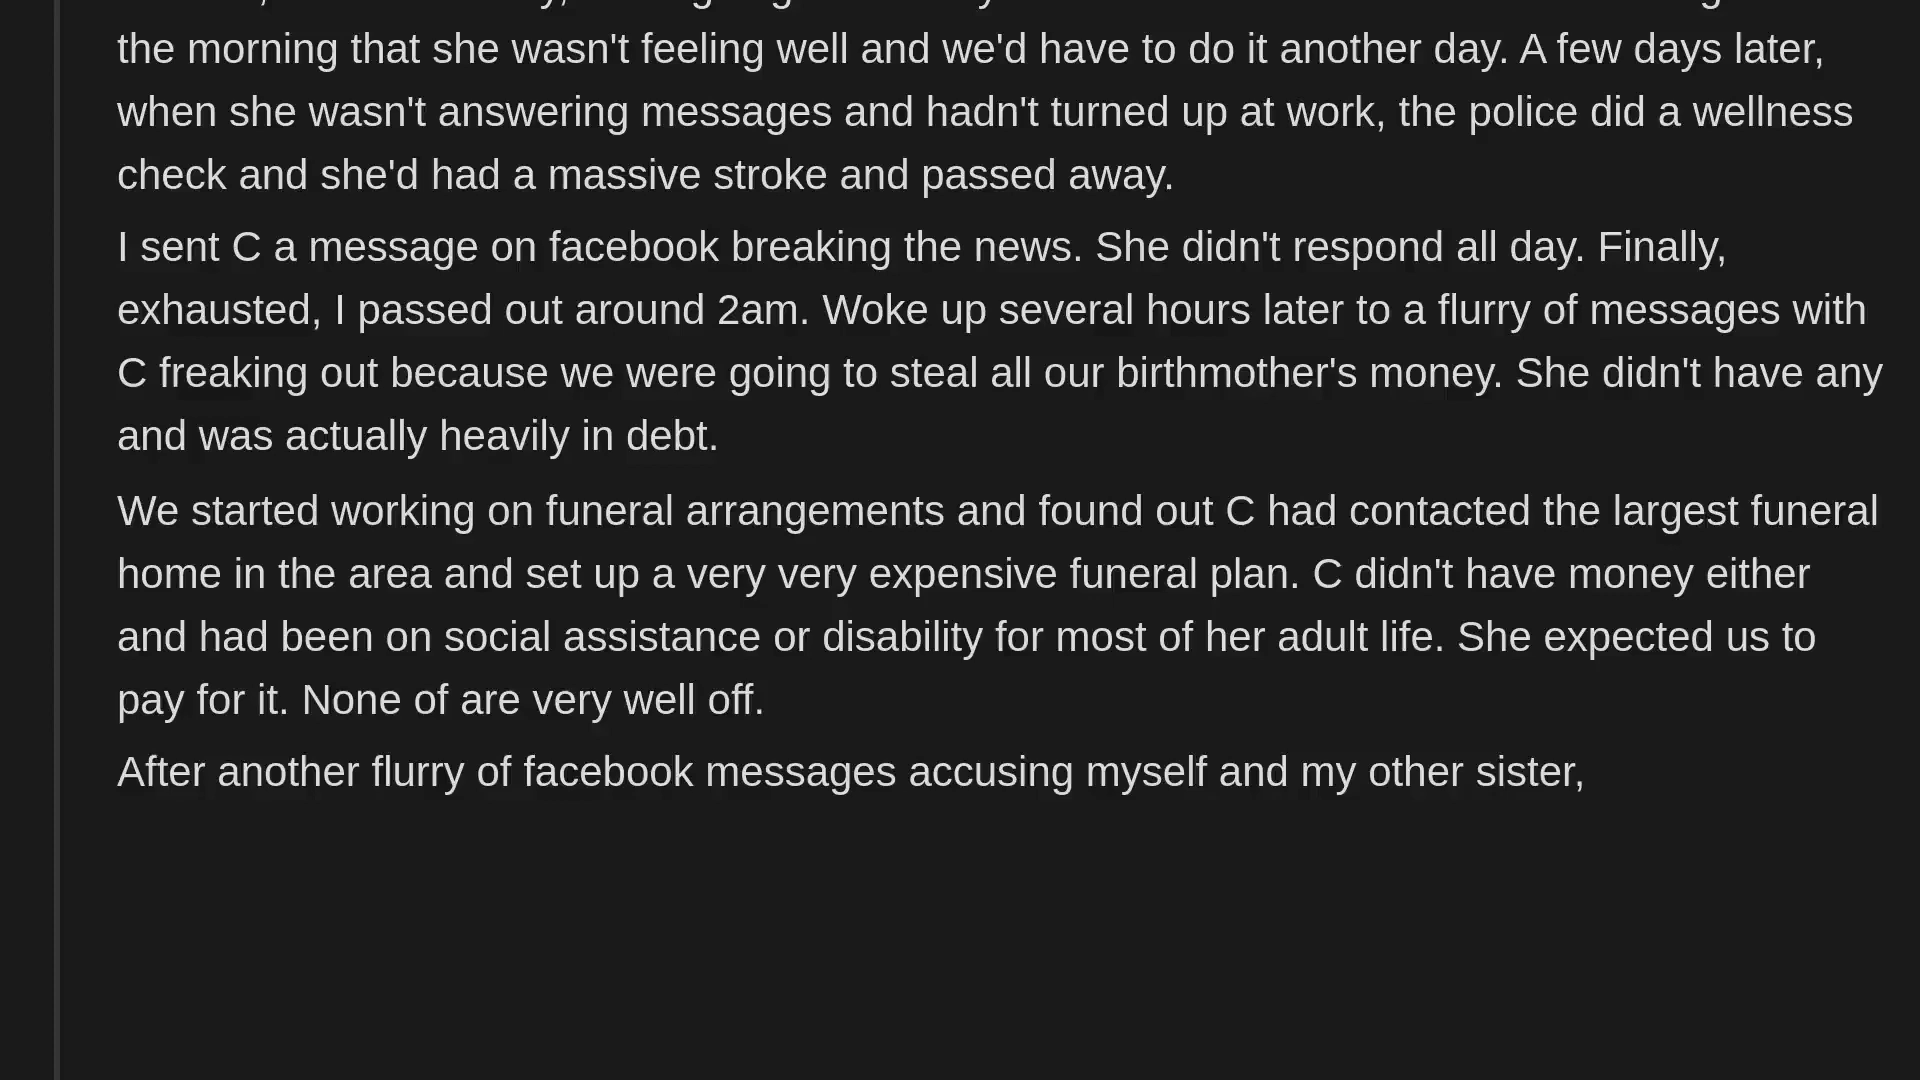 the morning that she wasn't feeling well and we'd have to do it another day. A few days later,
when she wasn't answering messages and hadn't turned up at work, the police did a wellness
check and she'd had a massive stroke and passed away.
I sent C a message on facebook breaking the news. She didn't respond all day. Finally,
exhausted, I passed out around 2am. Woke up several hours later to a flurry of messages with
C freaking out because we were going to steal all our birthmother's money. She didn't have any
and was actually heavily in debt.
We started working on funeral arrangements and found out C had contacted the largest funeral
home in the area and set up a very very expensive funeral plan. C didn't have money either
and had been on social assistance or disability for most of her adult life. She expected us to
pay for it. None of are very well off.
After another flurry of facebook messages accusing myself and my other sister,